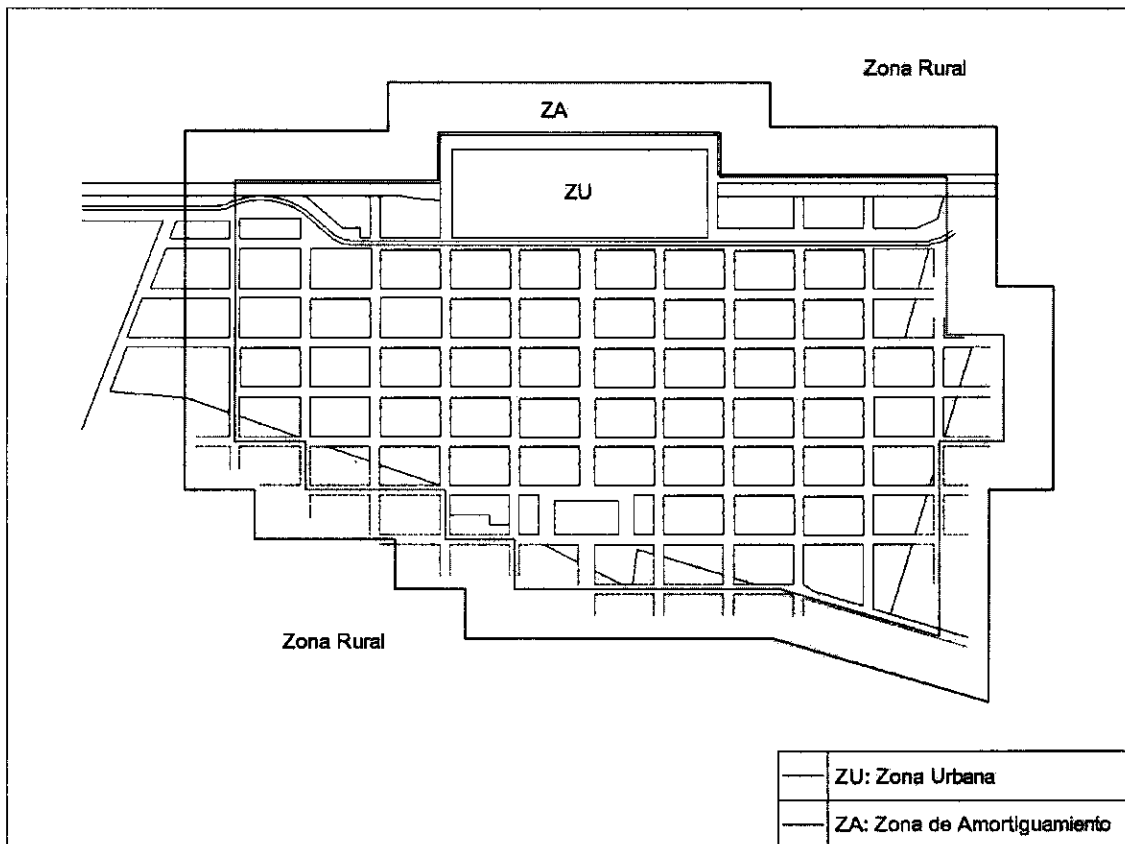 Zona Rural
ZA
ZU
Zona Rural
ZU: Zona Urbana
ZA: Zona de Amortiguamiento